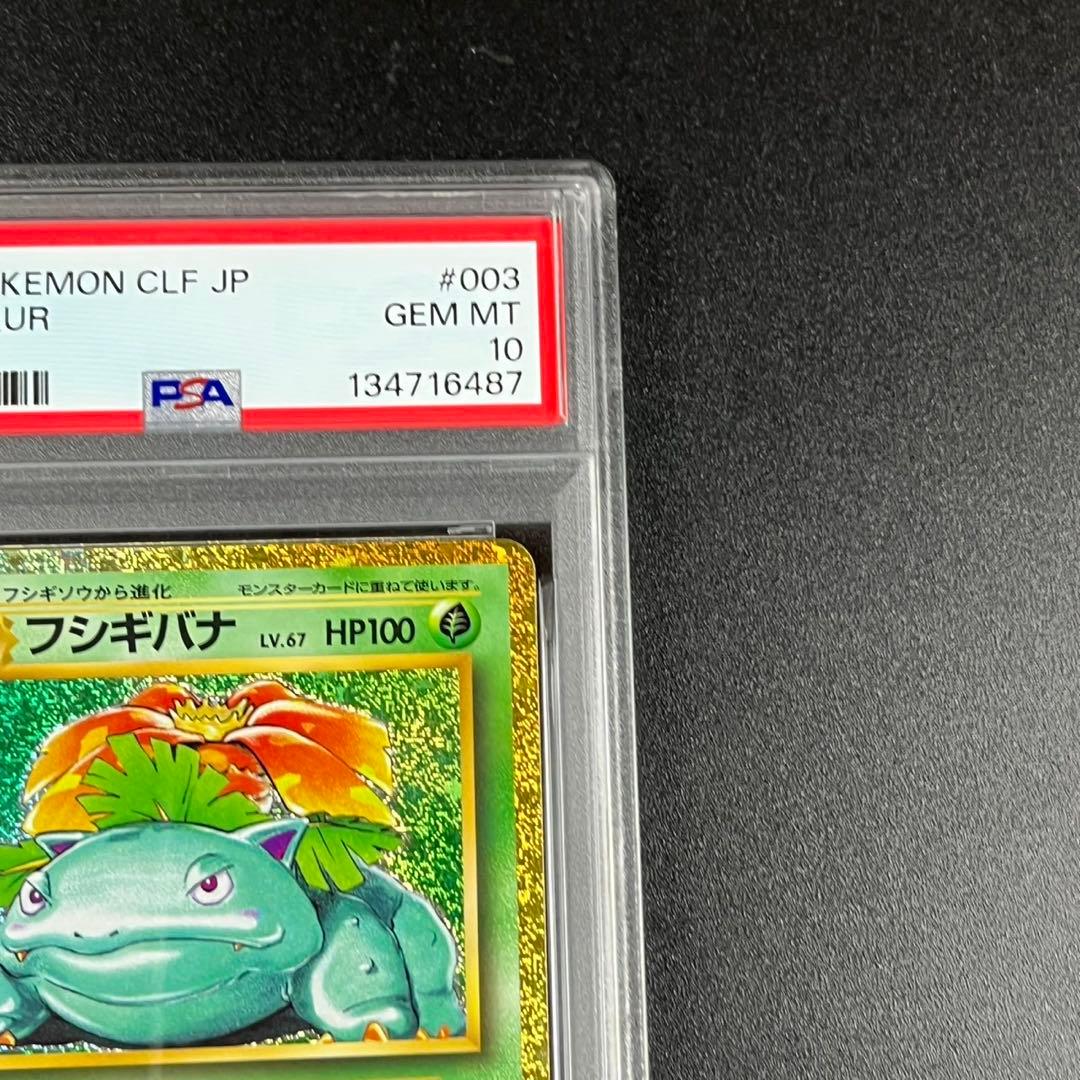 KEMON CLF JP #003
UR GEM MT
10
PSA 134716487
フシギソウから進化 モンスターカードに重ねて使います。
フシギバナ LV.67 HP100